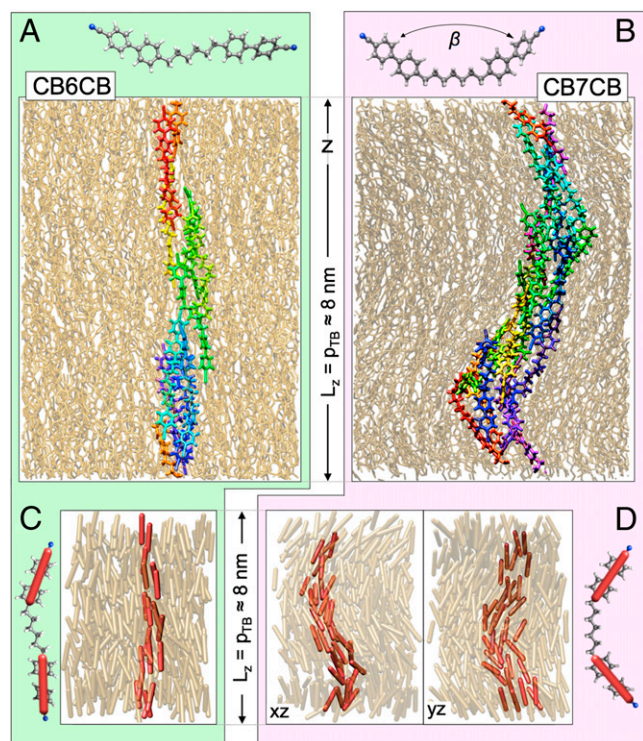 A
β
B
CB6CB
CB7CB
z
L_z = p_TB ≈ 8 nm
C
D
L_z = p_TB ≈ 8 nm
xz
yz